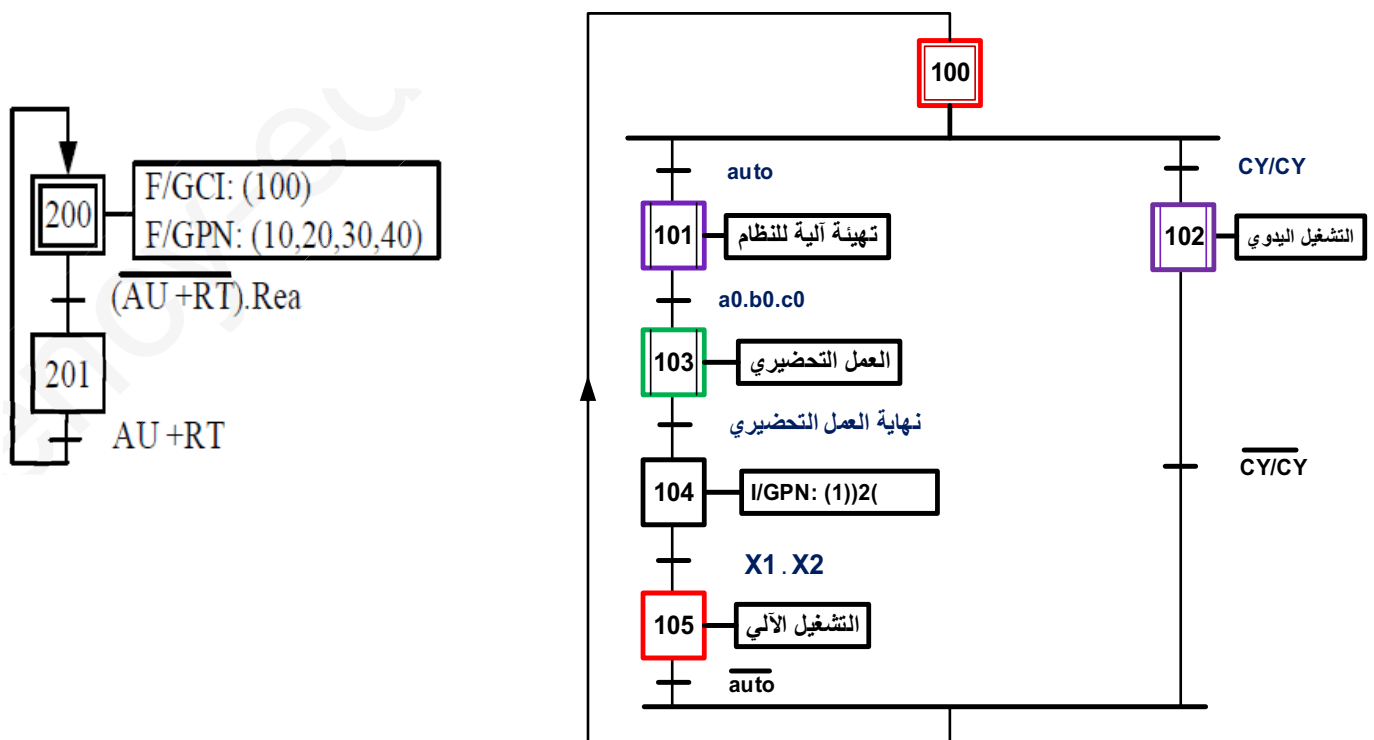 200
F/GCI: (100)
F/GPN: (10,20,30,40)
(AU +RT).Rea
201
AU +RT
100
auto
CY/CY
101
تهيئة آلية للنظام
102
التشغيل اليدوي
a0.b0.c0
103
العمل التحضيري
نهاية العمل التحضيري
CY/CY
104
I/GPN: (1))2(
X1 . X2
105
التشغيل الآلي
auto